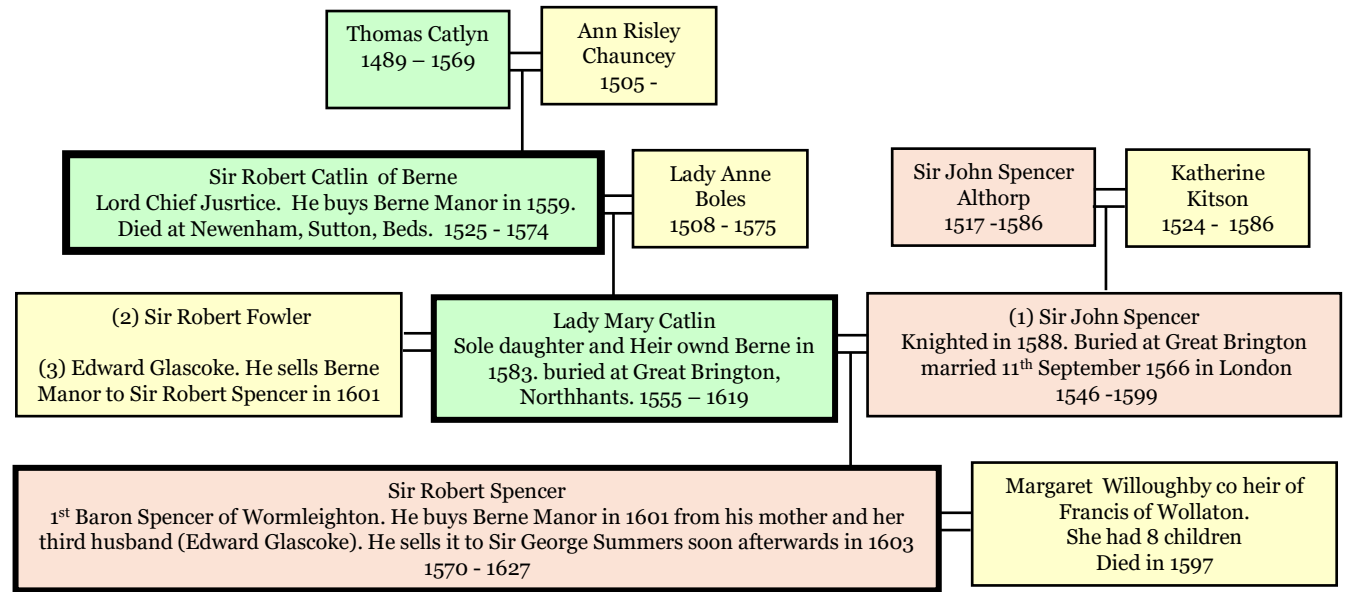 Thomas Catlyn
1489 – 1569
Ann Risley
Chauncey
1505 -
Sir Robert Catlin of Berne
Lord Chief Jusrtice. He buys Berne Manor in 1559.
Died at Newenham, Sutton, Beds. 1525 - 1574
Lady Anne
Boles
1508 - 1575
Sir John Spencer
Althorp
1517 -1586
Katherine
Kitson
1524 - 1586
(2) Sir Robert Fowler
(3) Edward Glascoke. He sells Berne
Manor to Sir Robert Spencer in 1601
Lady Mary Catlin
Sole daughter and Heir ownd Berne in
1583. buried at Great Brington,
Northhants. 1555 – 1619
(1) Sir John Spencer
Knighted in 1588. Buried at Great Brington
married 11th September 1566 in London
1546 -1599
Sir Robert Spencer
1st Baron Spencer of Wormleighton. He buys Berne Manor in 1601 from his mother and her
third husband (Edward Glascoke). He sells it to Sir George Summers soon afterwards in 1603
1570 - 1627
Margaret Willoughby co heir of
Francis of Wollaton.
She had 8 children
Died in 1597